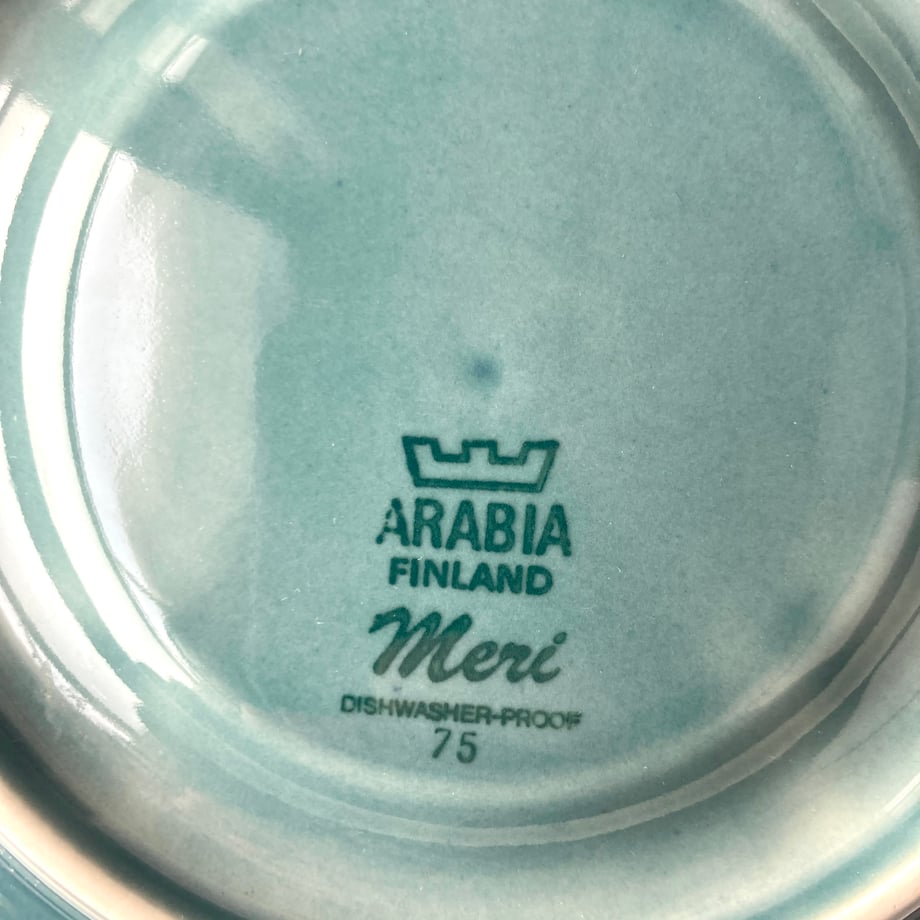 ARABIA
FINLAND
Meri
DISHWASHER-PROOF
75